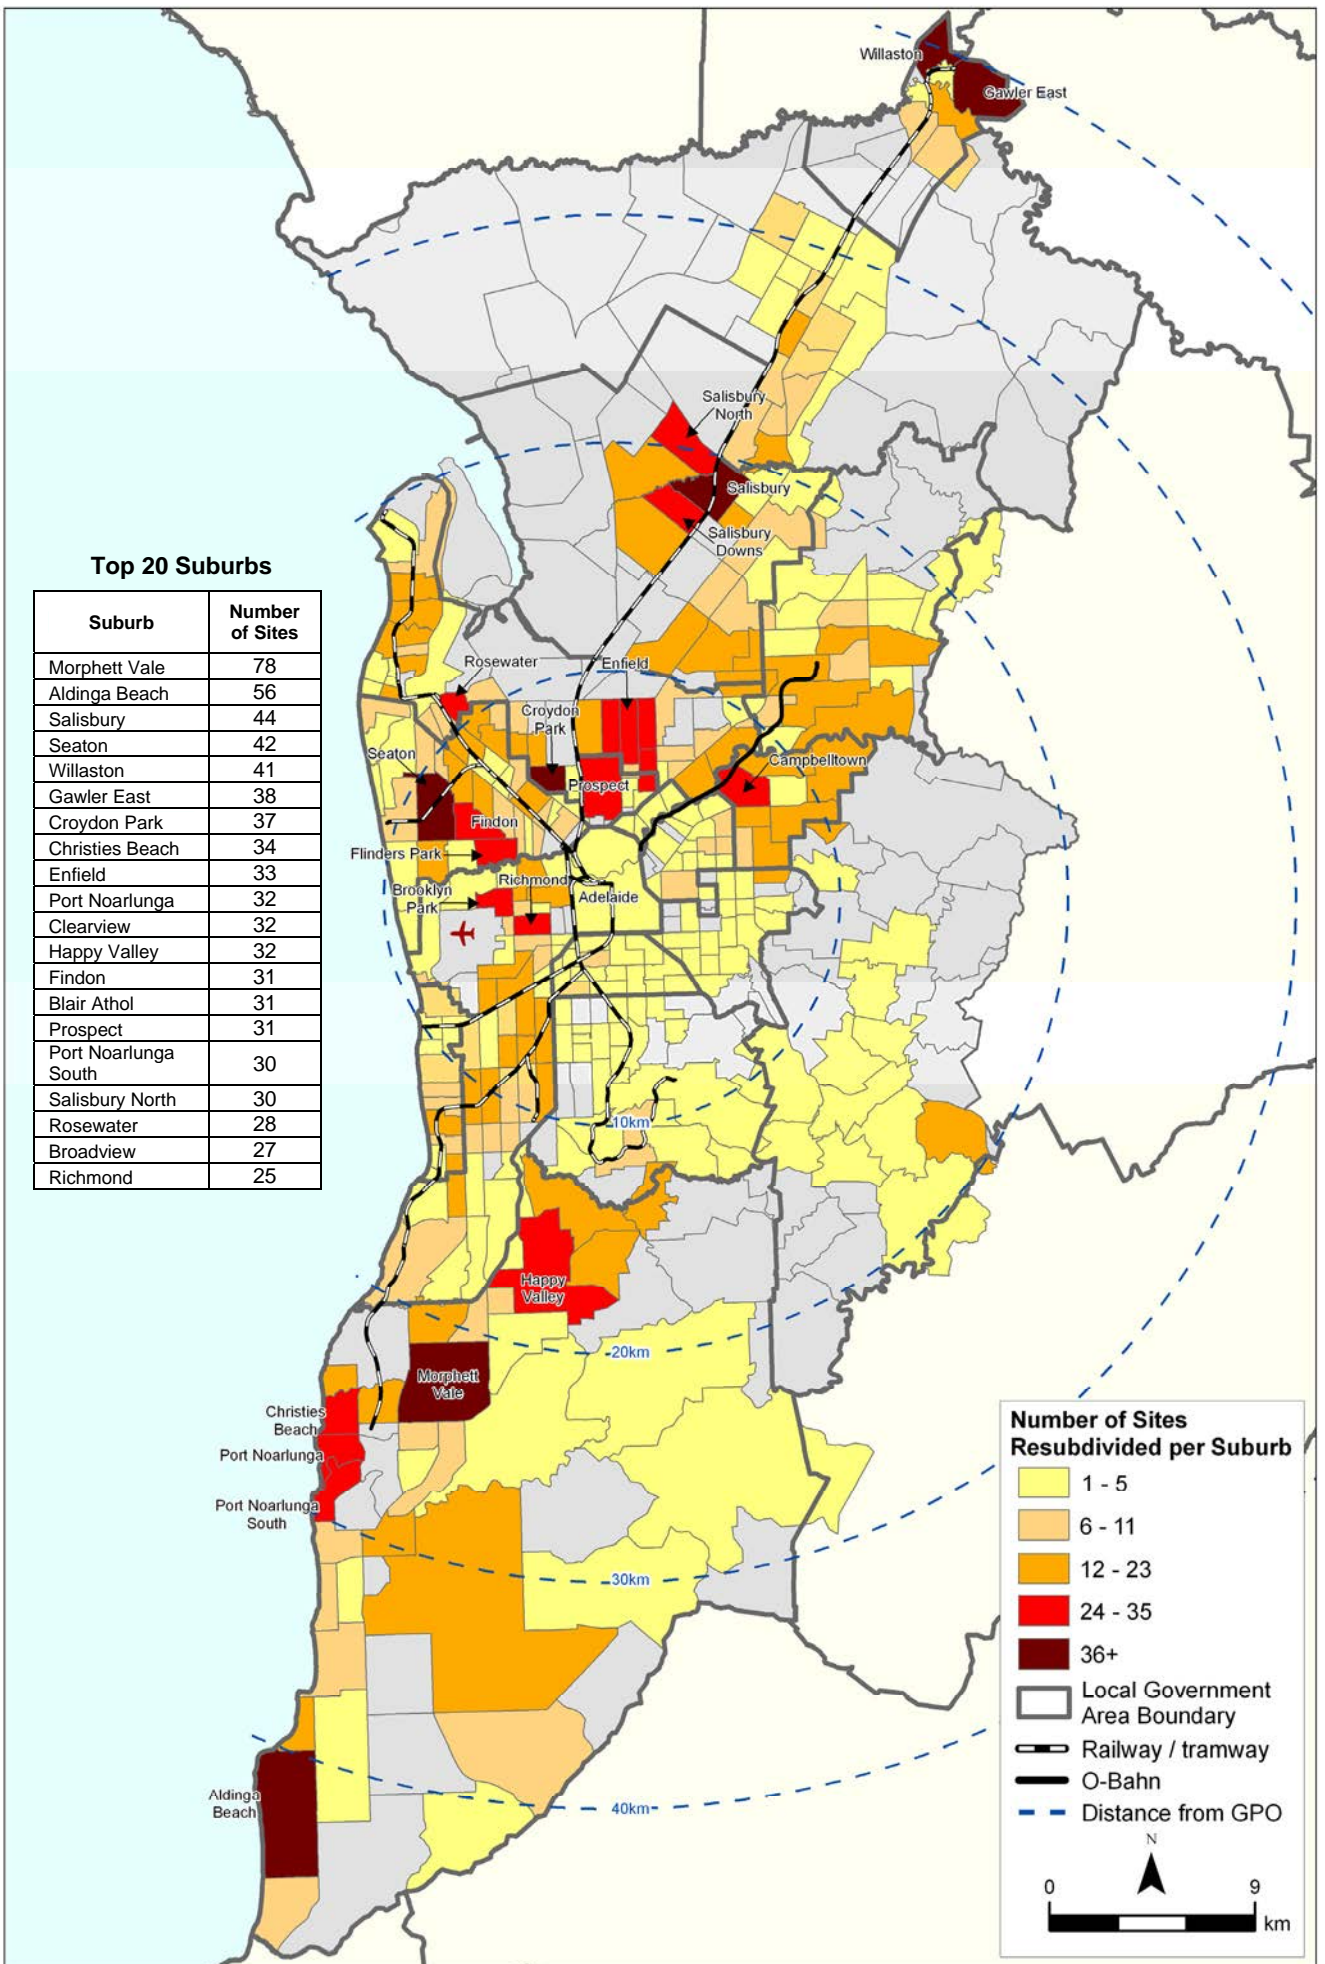 Willaston
Gawler East
Salisbury
North
Salisbury
Salisbury
Downs
Top 20 Suburbs
Suburb Number
of Sites
Morphett Vale 78
Aldinga Beach 56
Salisbury 44
Seaton 42
Willaston 41
Gawler East 38
Croydon Park 37
Christies Beach 34
Enfield 33
Port Noarlunga 32
Clearview 32
Happy Valley 32
Findon 31
Blair Athol 31
Prospect 31
Port Noarlunga
South 30
Salisbury North 30
Rosewater 28
Broadview 27
Richmond 25
Rosewater
Enfield
Croydon
Park
Seaton
Campbelltown
Prospect
Findon
Flinders Park
Richmond
Brooklyn
Park
Adelaide
10km
Happy
Valley
20km
Morphett
Vale
Christies
Beach
Port Noarlunga
Port Noarlunga
South
30km
Aldinga
Beach
40km
Number of Sites
Resubdivided per Suburb
1 - 5
6 - 11
12 - 23
24 - 35
36+
Local Government
Area Boundary
Railway / tramway
O-Bahn
Distance from GPO
N
0 9
km